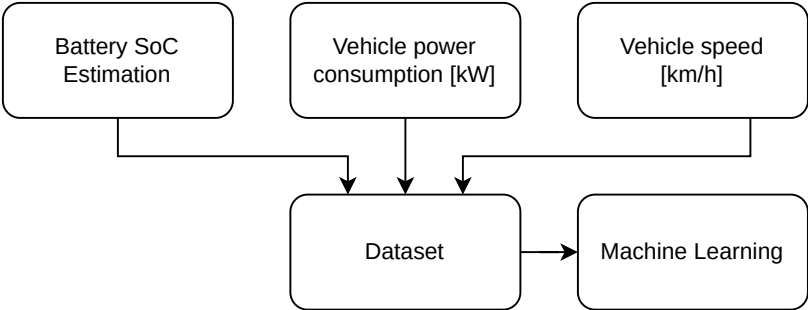 Battery SoC
Estimation
Vehicle power
consumption [kW]
Vehicle speed
[km/h]
Dataset
Machine Learning